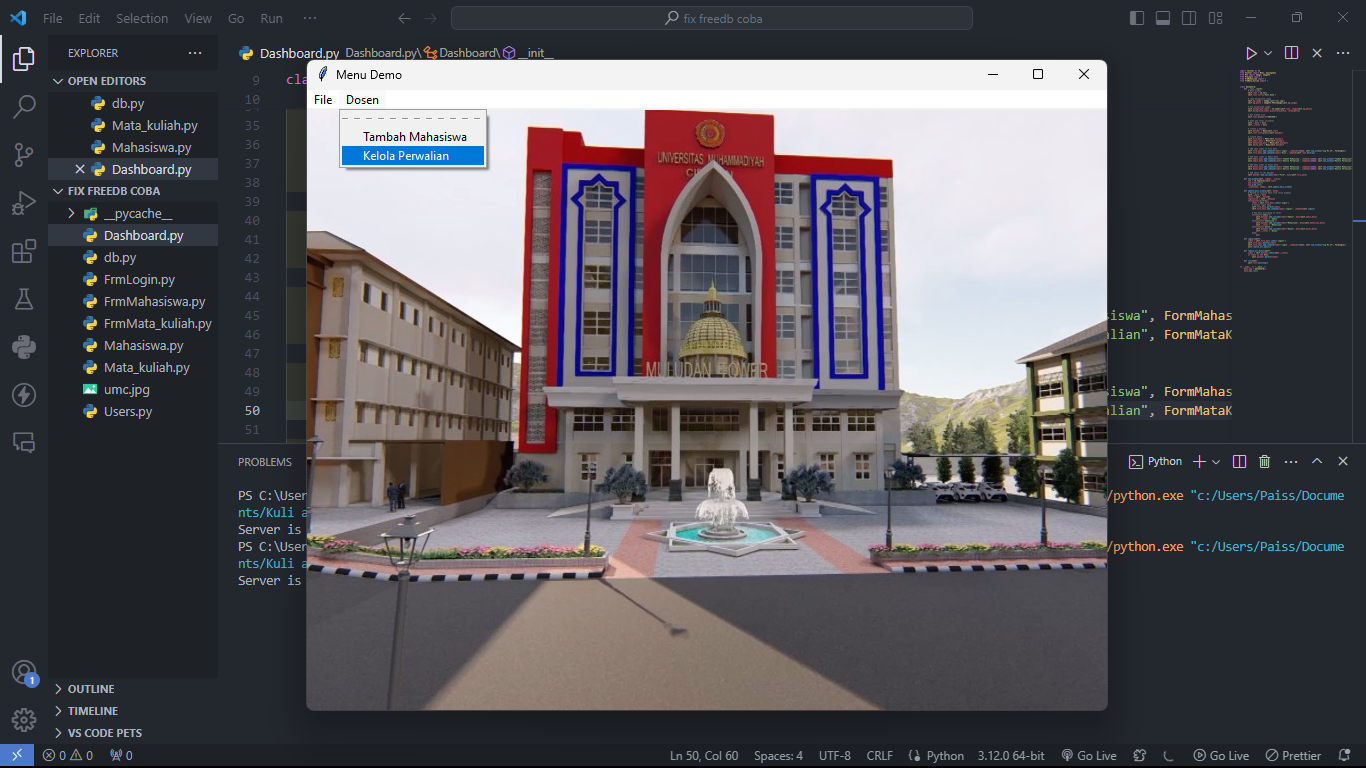 File Edit Selection View Go Run ··· fix freedb coba
EXPLORER ···
OPEN EDITORS
db.py
Mata_kuliah.py
Mahasiswa.py
Dashboard.py
FIX FREEDB COBA
__pycache__
Dashboard.py
db.py
FrmLogin.py
FrmMahasiswa.py
FrmMata_kuliah.py
Mahasiswa.py
Mata_kuliah.py
umc.jpg
Users.py
OUTLINE
TIMELINE
VS CODE PETS
1
Dashboard.py Dashboard.py\ Dashboard\ __init__
9 cla
10
35
36
37
38
39
40
41
42
43
44
45
46
47
48
49
50
51
siswa", FormMahas
alian", FormMataK
siswa", FormMahas
alian", FormMataK
Menu Demo
File Dosen
Tambah Mahasiswa
Kelola Perwalian
UNIVERSITAS MUHAMMADIYAH
MULUDAN TOWER
PROBLEMS
Python
PS C:\User
/python.exe "c:/Users/Paiss/Docume
nts/Kuli a
Server is
PS C:\User
/python.exe "c:/Users/Paiss/Docume
nts/Kuli a
Server is
0 0 0 Ln 50, Col 60 Spaces: 4 UTF-8 CRLF Python 3.12.0 64-bit Go Live Go Live Prettier